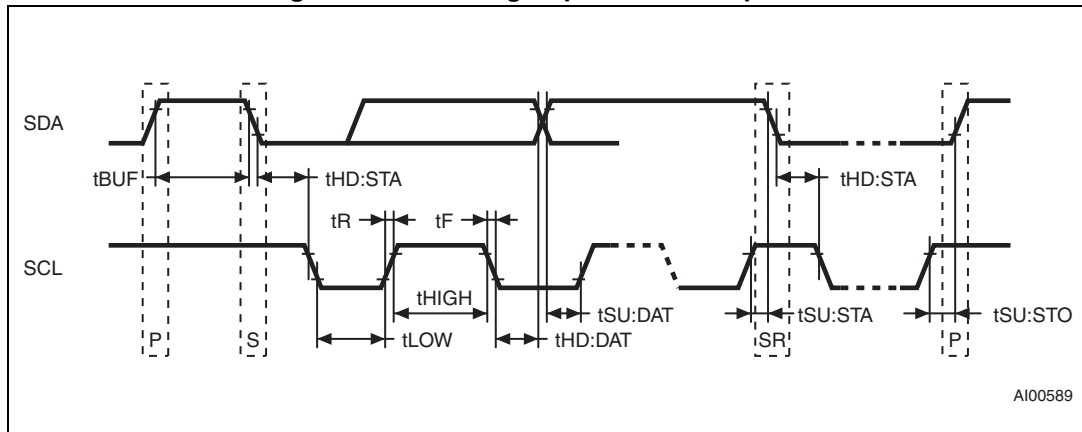 SDA
tBUF
tHD:STA
tHD:STA
tR
tF
SCL
tHIGH
tSU:DAT
tSU:STA
tSU:STO
P
S
tLOW
tHD:DAT
SR
P
AI00589